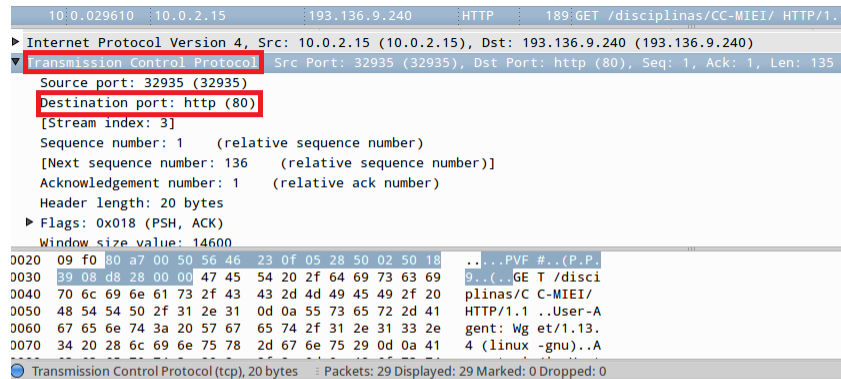 10 0.029610 10.0.2.15 193.136.9.240 HTTP 189 GET /disciplinas/CC-MIEI/ HTTP/1.
Internet Protocol Version 4, Src: 10.0.2.15 (10.0.2.15), Dst: 193.136.9.240 (193.136.9.240)
Transmission Control Protocol, Src Port: 32935 (32935), Dst Port: http (80), Seq: 1, Ack: 1, Len: 135
Source port: 32935 (32935)
Destination port: http (80)
[Stream index: 3]
Sequence number: 1 (relative sequence number)
[Next sequence number: 136 (relative sequence number)]
Acknowledgement number: 1 (relative ack number)
Header length: 20 bytes
Flags: 0x018 (PSH, ACK)
Window size value: 14600
0020 09 f0 80 a7 00 50 56 46 23 0f 05 28 50 02 50 18 .....PVF #..(P.P.
0030 39 08 d8 28 00 00 47 45 54 20 2f 64 69 73 63 69 9..(..GE T /disci
0040 70 6c 69 6e 61 73 2f 43 43 2d 4d 49 45 49 2f 20 plinas/C C-MIEI/
0050 48 54 54 50 2f 31 2e 31 0d 0a 55 73 65 72 2d 41 HTTP/1.1 ..User-A
0060 67 65 6e 74 3a 20 57 67 65 74 2f 31 2e 31 33 2e gent: Wg et/1.13.
0070 34 20 28 6c 69 6e 75 78 2d 67 6e 75 29 0d 0a 41 4 (linux -gnu)..A
Transmission Control Protocol (tcp), 20 bytes Packets: 29 Displayed: 29 Marked: 0 Dropped: 0